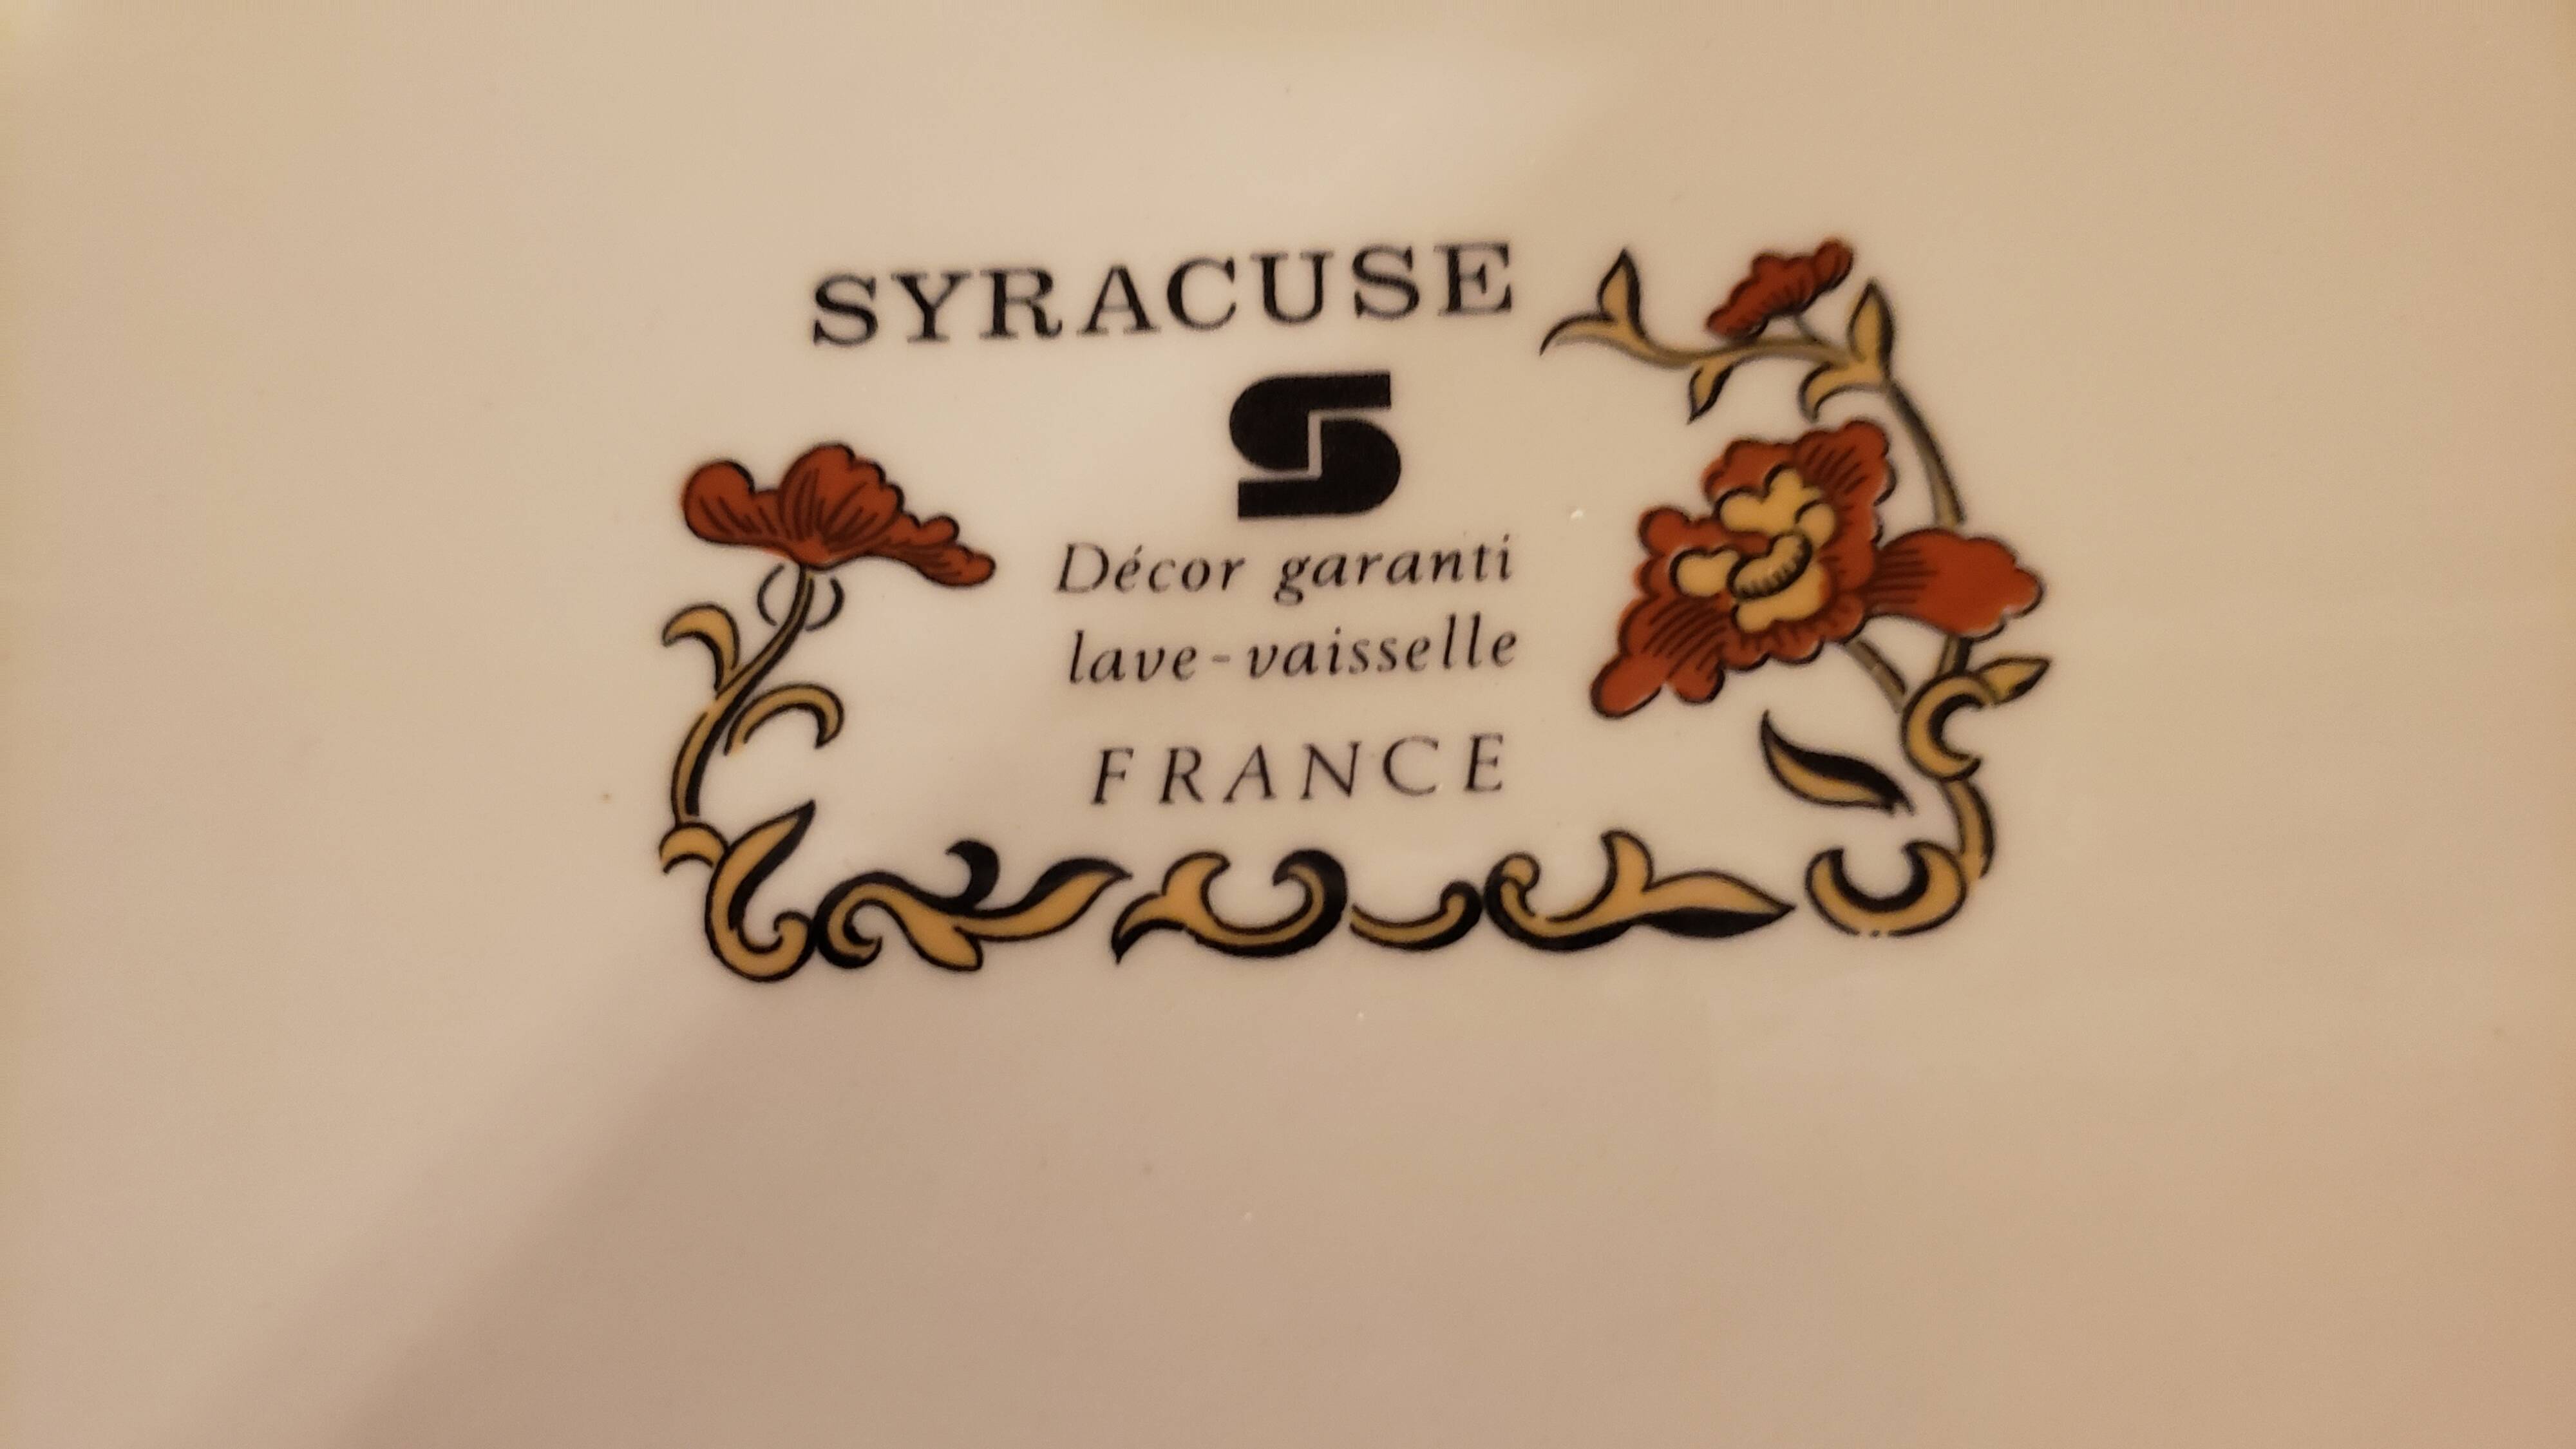 SYRACUSE
S
Décor garanti
lave-vaisselle
FRANCE